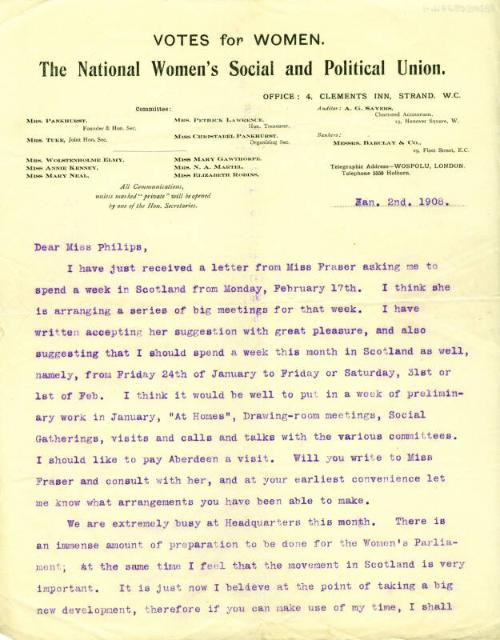 VOTES for WOMEN.
The National Women's Social and Political Union.
OFFICE: 4, CLEMENTS INN, STRAND, W.C.
Committee:
Mrs. Pankhurst,
Founder & Hon. Sec.
Mrs. Tuke, Joint Hon. Sec.
Mrs. Petrick Lawrence,
Hon. Treasurer.
Miss Christabel Pankhurst,
Organising Sec.
Mrs. Wolstenholme Elmy,
Miss Annie Kenney,
Miss Mary Neal,
Miss Mary Gawthorpe,
Mrs. N. A. Martel,
Miss Elizabeth Robins,
All Communications,
unless marked "private" will be opened
by one of the Hon. Secretaries.
Auditor: A. G. Sayers,
Chartered Accountant,
19, Hanover Square, W.
Bankers:
Messrs. Barclay & Co.,
19, Fleet Street, E.C.
Telegraphic Address—WOSPOLU, LONDON.
Telephone 5550 Holborn.
Jan. 2nd. 1908.
Dear Miss Philips,
I have just received a letter from Miss Fraser asking me to
spend a week in Scotland from Monday, February 17th. I think she
is arranging a series of big meetings for that week. I have
written accepting her suggestion with great pleasure, and also
suggesting that I should spend a week this month in Scotland as well,
namely, from Friday 24th of January to Friday or Saturday, 31st or
1st of Feb. I think it would be well to put in a week of prelimin-
ary work in January, "At Homes", Drawing-room meetings, Social
Gatherings, visits and calls and talks with the various committees.
I should like to pay Aberdeen a visit. Will you write to Miss
Fraser and consult with her, and at your earliest convenience let
me know what arrangements you have been able to make.
We are extremely busy at Headquarters this month. There is
an immense amount of preparation to be done for the Women's Parlia-
ment; at the same time I feel that the movement in Scotland is very
important. It is just now I beldeve at the point of taking a big
new development, therefore if you can make use of my time, I shall